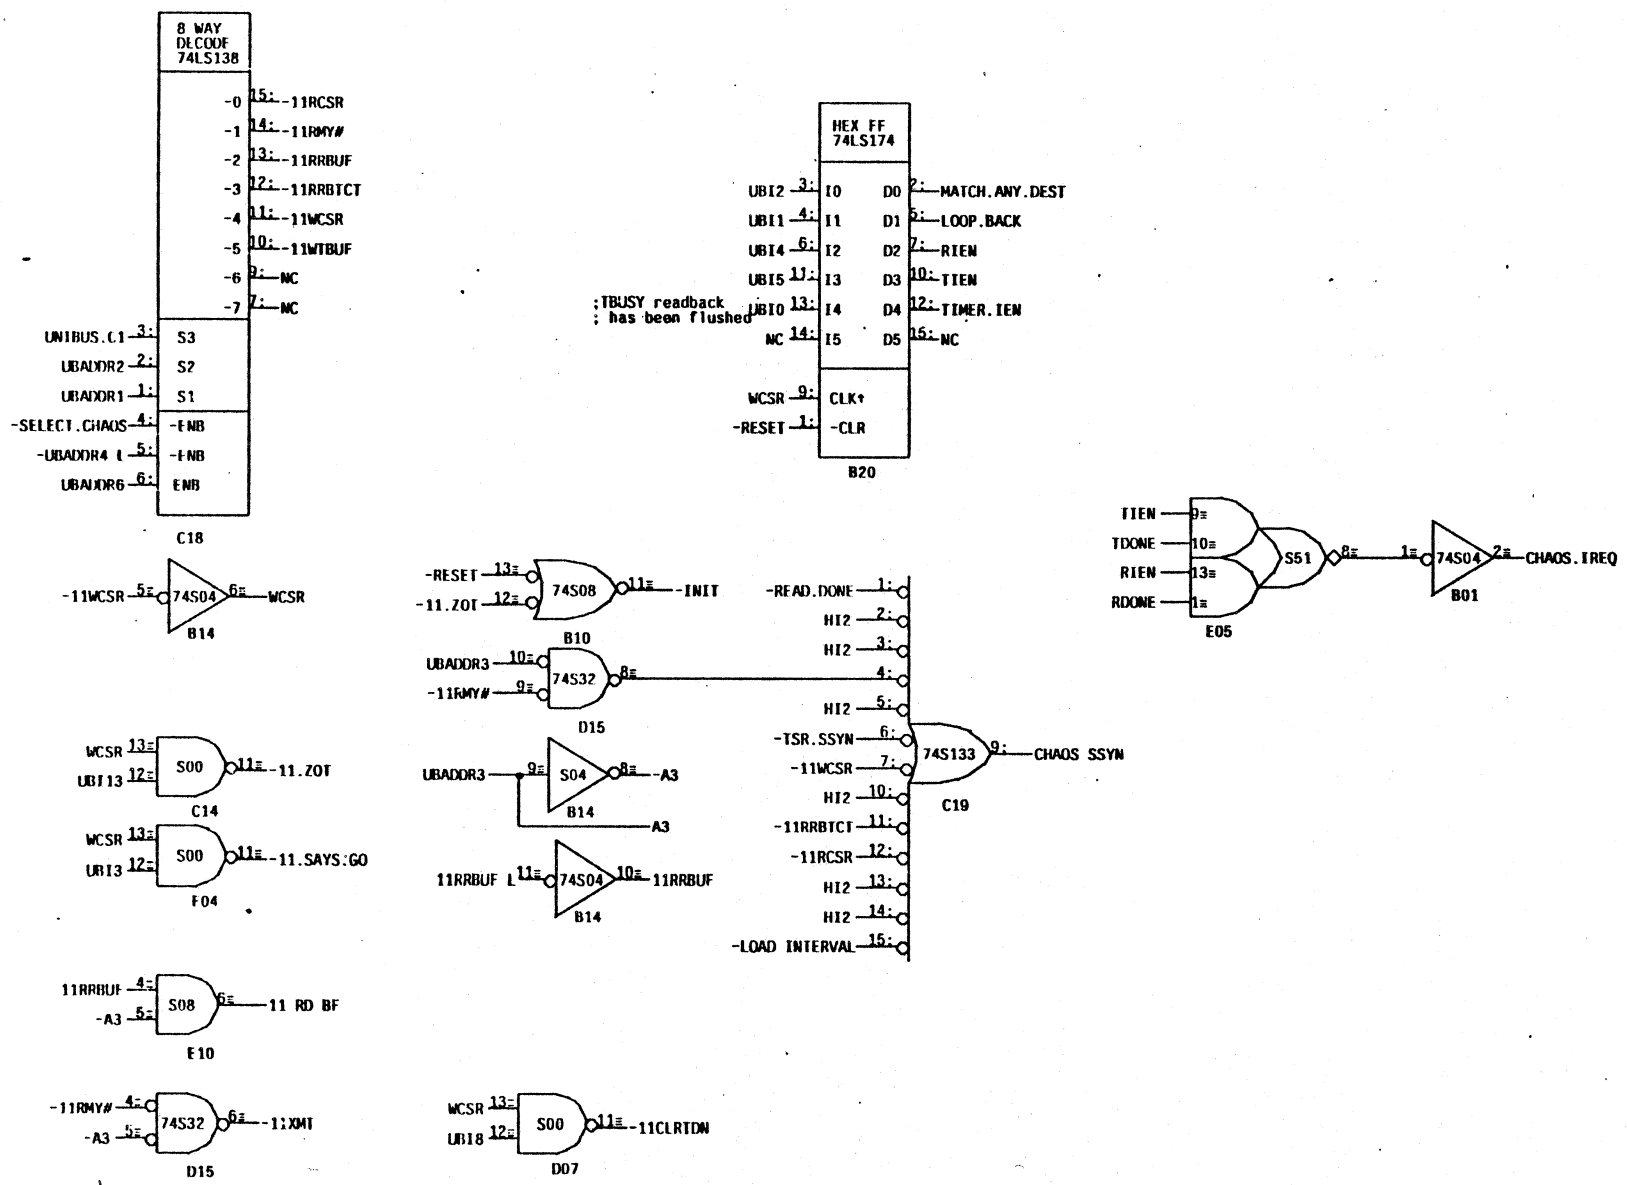 8 WAY
DECODE
74LS138
-0 15: -11RCSR
-1 14: -11RMY#
-2 13: -11RRBUF
-3 12: -11RRBTCT
-4 11: -11WCSR
-5 10: -11WTBUF
-6 9: NC
-7 7: NC
UNIBUS.C1 3: S3
UBADDR2 2: S2
UBADDR1 1: S1
-SELECT.CHAOS 4: -ENB
-UBADDR4 L 5: -ENB
UBADDR6 6: ENB
C18
HEX FF
74LS174
UBI2 3: I0 D0 2: MATCH.ANY.DEST
UBI1 4: I1 D1 5: LOOP.BACK
UBI4 6: I2 D2 7: RIEN
UBI5 11: I3 D3 10: TIEN
;TBUSY readback
; has been flushed
UBI0 13: I4 D4 12: TIMER.IEN
NC 14: I5 D5 15: NC
WCSR 9: CLK↑
-RESET 1: -CLR
B20
TIEN 9≡
TDONE 10≡
RIEN 13≡
RDONE 1≡
S51 8≡
E05
1≡ 74S04 2≡ CHAOS.IREQ
B01
-11WCSR 5≡ 74S04 6≡ WCSR
B14
-RESET 13≡
-11.ZOT 12≡
74S08 11≡ -INIT
B10
UBADDR3 10≡
-11RMY# 9≡
74S32 8≡
D15
-READ.DONE 1:
HI2 2:
HI2 3:
4:
HI2 5:
-TSR.SSYN 6:
-11WCSR 7:
HI2 10:
-11RRBTCT 11:
-11RCSR 12:
HI2 13:
HI2 14:
-LOAD INTERVAL 15:
74S133 9: CHAOS SSYN
C19
WCSR 13≡
UBI13 12≡
S00 11≡ -11.ZOT
C14
UBADDR3 9≡ S04 8≡ -A3
B14
A3
WCSR 13≡
UBI3 12≡
S00 11≡ -11.SAYS.GO
F04
11RRBUF L 11≡ 74S04 10≡ 11RRBUF
B14
11RRBUF 4≡
-A3 5≡
S08 6≡ 11 RD BF
E10
-11RMY# 4≡
-A3 5≡
74S32 6≡ -11XMT
D15
WCSR 13≡
UBI8 12≡
S00 11≡ -11CLRTDN
D07